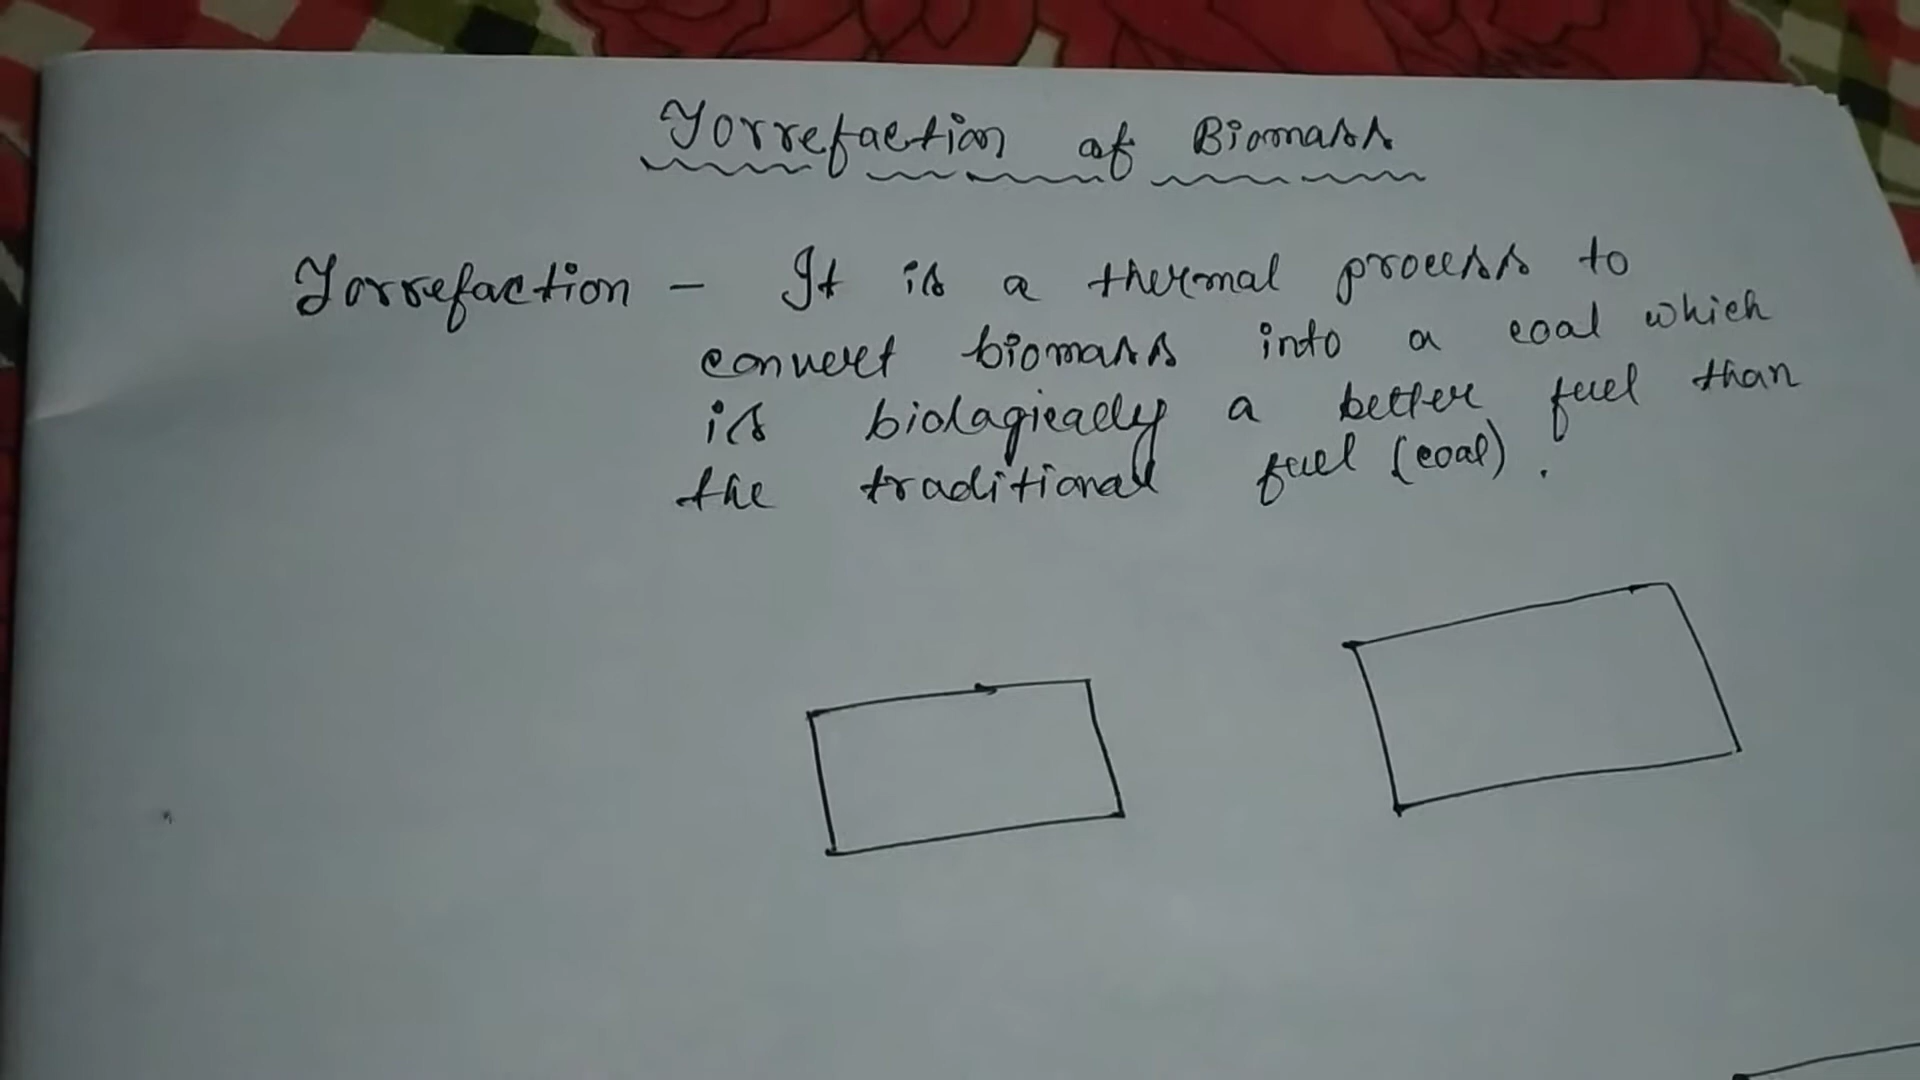 Torrefaction of Biomass
Torrefaction - It is a thermal process to
convert biomass into a coal which
is biologically a better fuel than
the traditional fuel (coal).